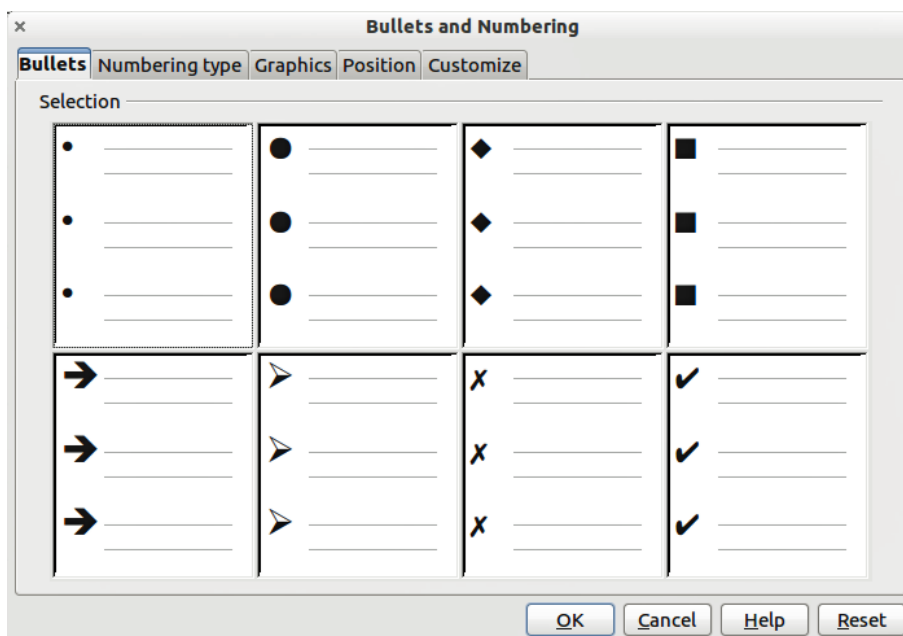 Bullets and Numbering
Bullets Numbering type Graphics Position Customize
Selection
OK Cancel Help Reset